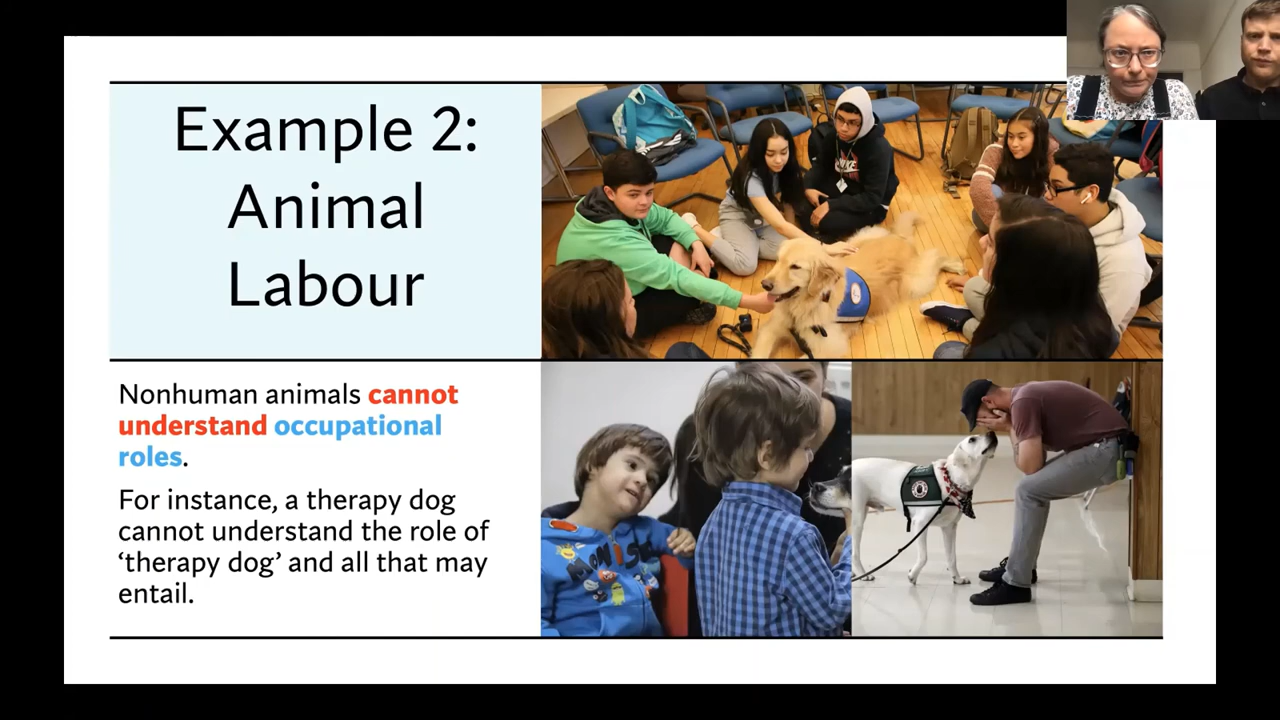 Example 2:
Animal
Labour
Nonhuman animals cannot
understand occupational
roles.
For instance, a therapy dog
cannot understand the role of
‘therapy dog’ and all that may
entail.